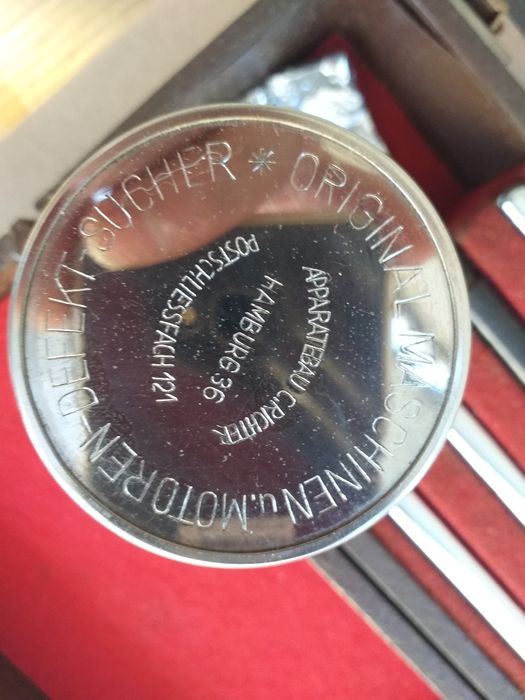 ORIGINAL MASCHINEN u. MOTOREN-DEFEKT-SUCHER *
APPARATEBAU C.RICHTER
HAMBURG 36
POSTSCHLIESSFACH 121